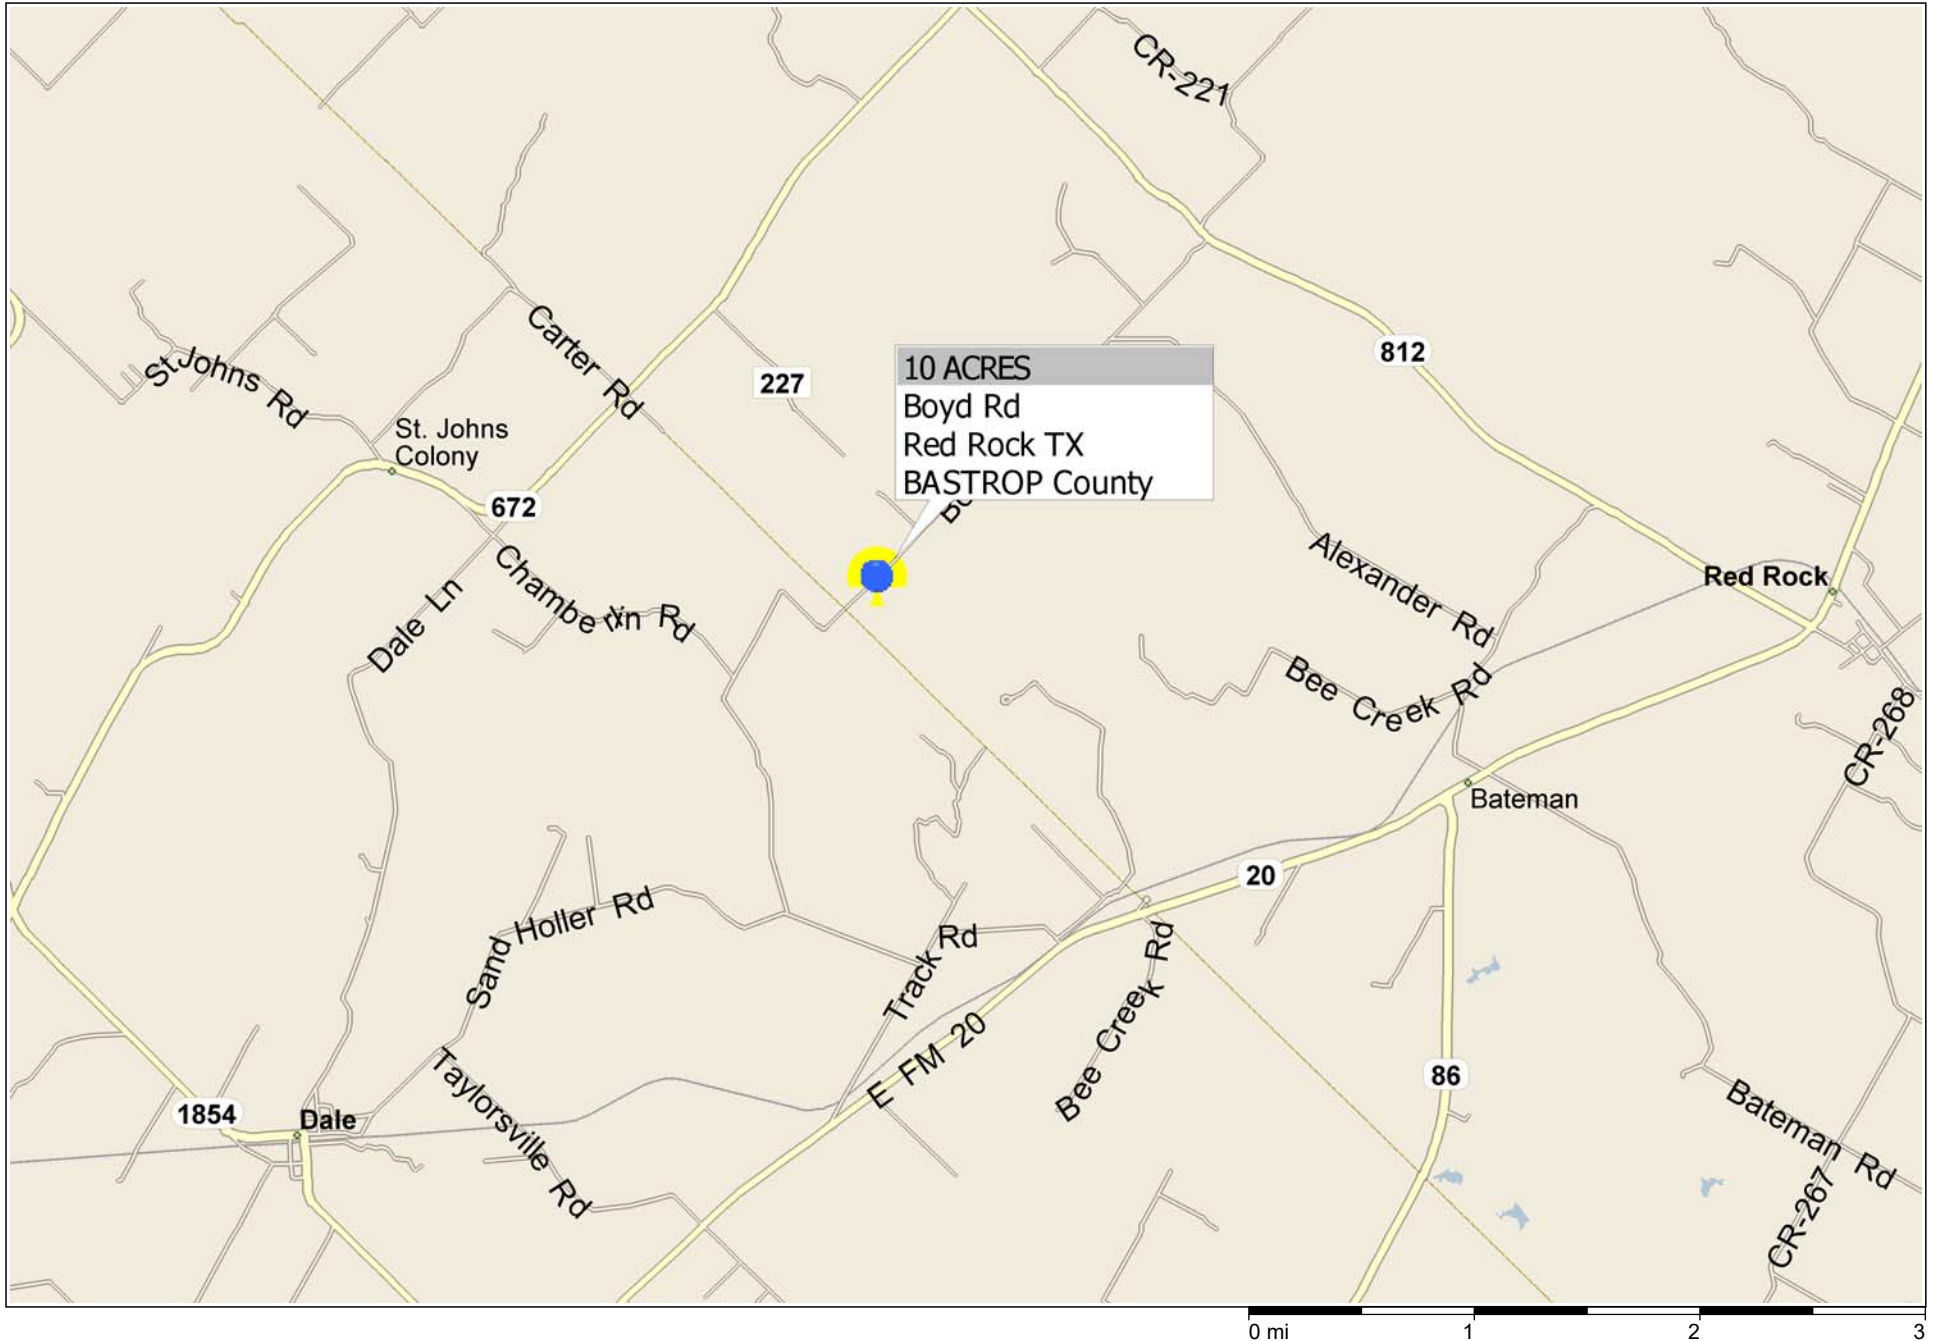 CR-221
812
Carter Rd
227
10 ACRES
Boyd Rd
Red Rock TX
BASTROP County
St Johns Rd
St. Johns
Colony
672
Alexander Rd
Red Rock
Chamberlin Rd
Dale Ln
Bee Creek Rd
CR-268
Bateman
20
Sand Holler Rd
Track Rd
Bee Creek Rd
E FM 20
86
Taylorsville Rd
1854
Dale
Bateman Rd
CR-267
0 mi 1 2 3